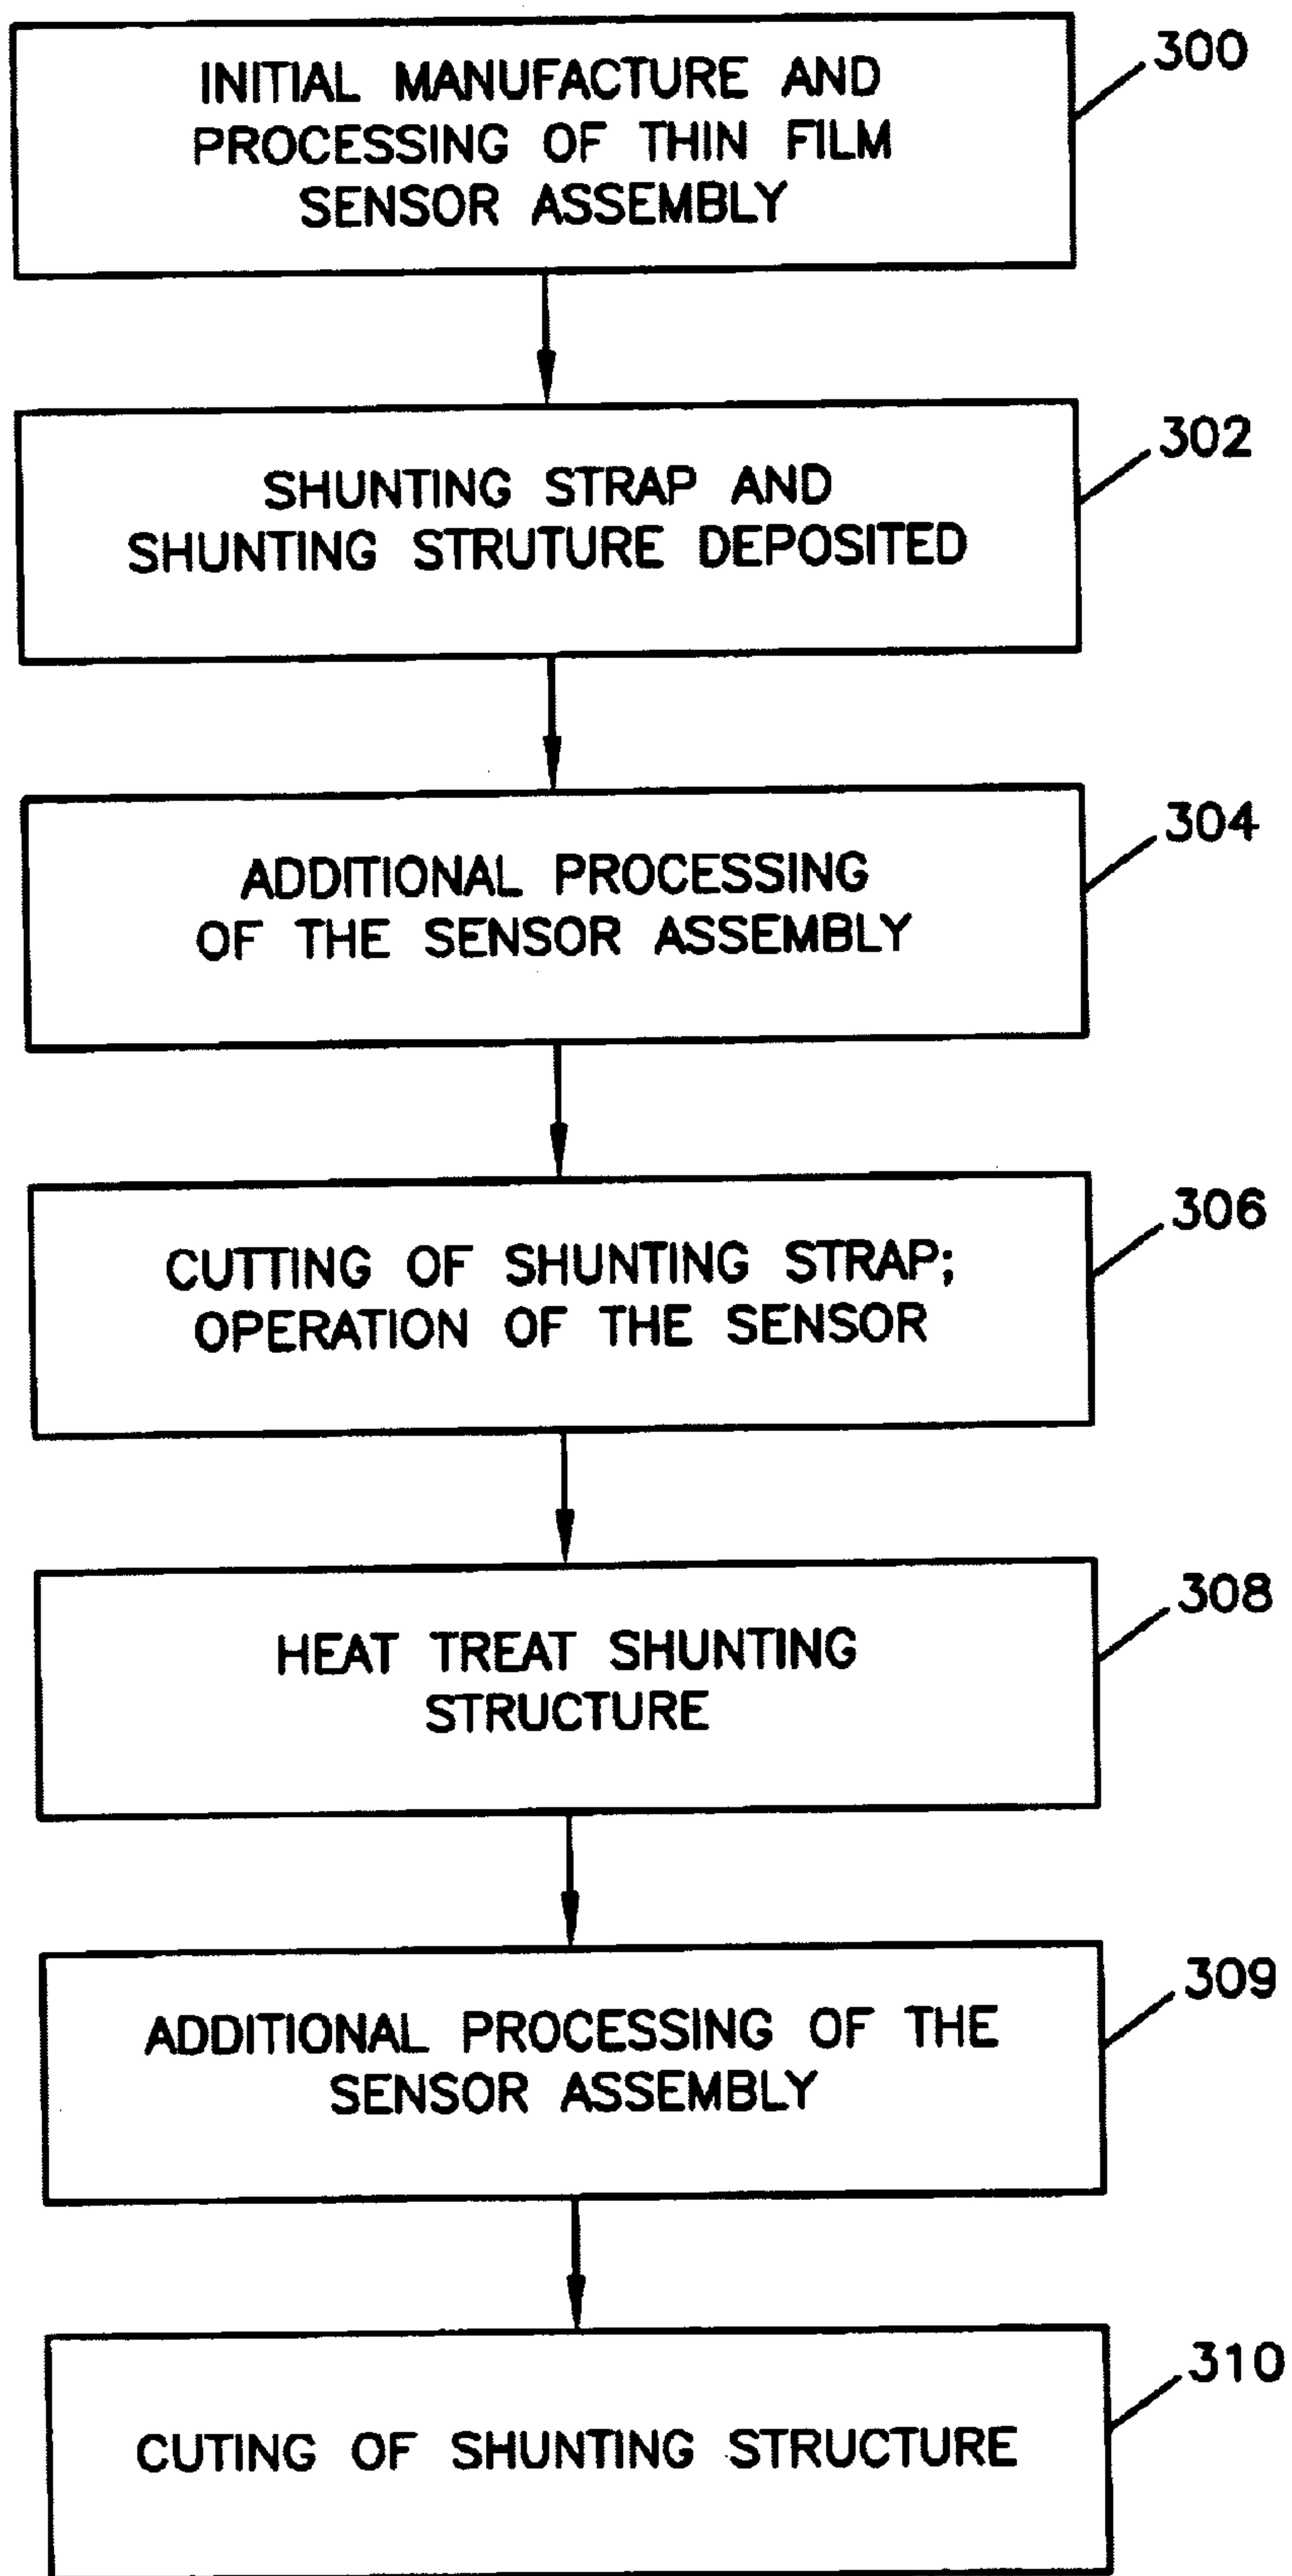 INITIAL MANUFACTURE AND
PROCESSING OF THIN FILM
SENSOR ASSEMBLY
300
SHUNTING STRAP AND
SHUNTING STRUTURE DEPOSITED
302
ADDITIONAL PROCESSING
OF THE SENSOR ASSEMBLY
304
CUTTING OF SHUNTING STRAP;
OPERATION OF THE SENSOR
306
HEAT TREAT SHUNTING
STRUCTURE
308
ADDITIONAL PROCESSING OF THE
SENSOR ASSEMBLY
309
CUTING OF SHUNTING STRUCTURE
310